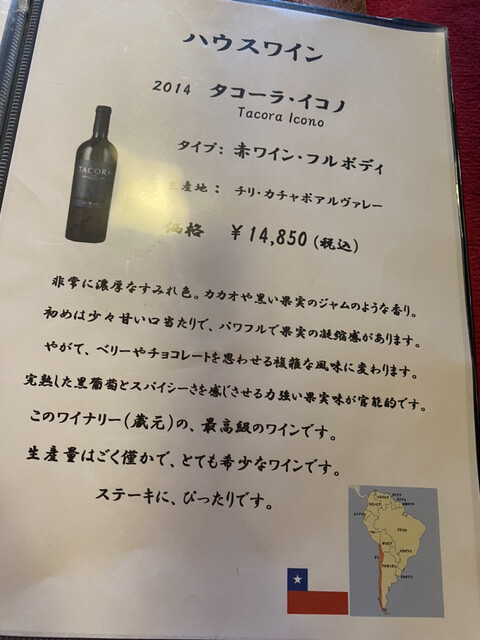 ハウスワイン
2014 タコーラ・イコノ
Tacora Icono
タイプ: 赤ワイン・フルボディ
生産地: チリ・カチャポアルヴァレー
価格 ¥14,850(税込)
TACORA
非常に濃厚なすみれ色。カカオや黒い果実のジャムのような香り。
初めは少々甘い口当たりで、パワフルで果実の凝縮感があります。
やがて、ベリーやチョコレートを思わせる複雑な風味に変わります。
完熟した黒葡萄とスパイシーさを感じさせる力強い果実味が官能的です。
このワイナリー(蔵元)の、最高級のワインです。
生産量はごく僅かで、とても希少なワインです。
ステーキに、ぴったりです。